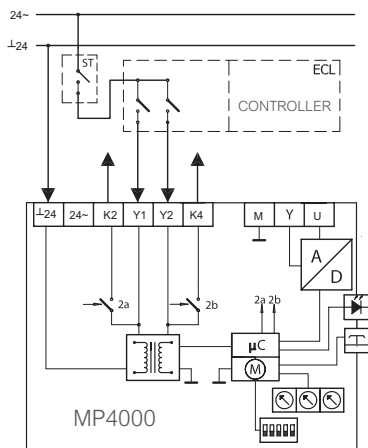 24~
⊥24
ST
ECL
CONTROLLER
⊥24 24~ K2 Y1 Y2 K4 M Y U
2a 2b
A
D
2a 2b
µC
M
MP4000